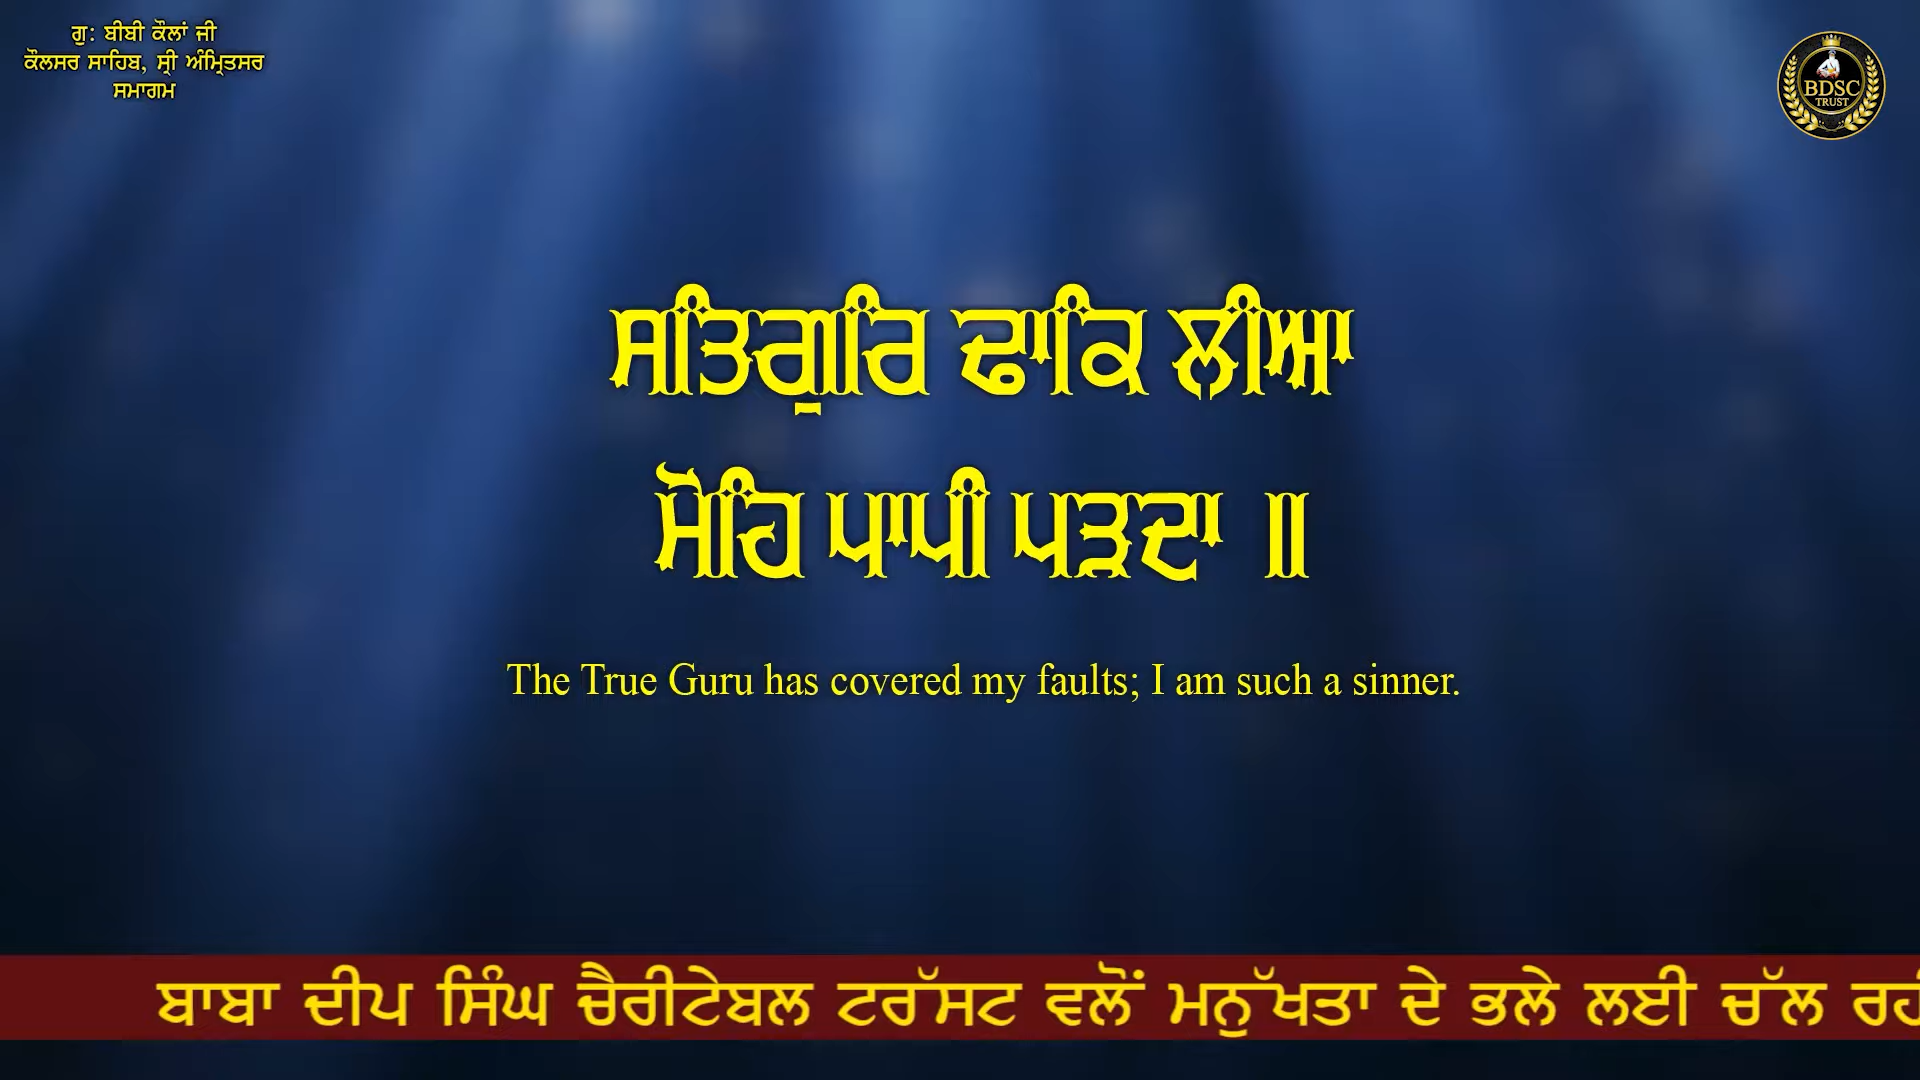 ਗੁ: ਬੀਬੀ ਕੌਲਾਂ ਜੀ
ਕੌਲਸਰ ਸਾਹਿਬ, ਸ੍ਰੀ ਅੰਮ੍ਰਿਤਸਰ
ਸਮਾਗਮ
BDSC
TRUST
ਸਤਿਗੁਰਿ ਢਾਕਿ ਲੀਆ
ਮੋਹਿ ਪਾਪੀ ਪੜਦਾ ॥
The True Guru has covered my faults; I am such a sinner.
ਬਾਬਾ ਦੀਪ ਸਿੰਘ ਚੈਰੀਟੇਬਲ ਟਰੱਸਟ ਵਲੋਂ ਮਨੁੱਖਤਾ ਦੇ ਭਲੇ ਲਈ ਚੱਲ